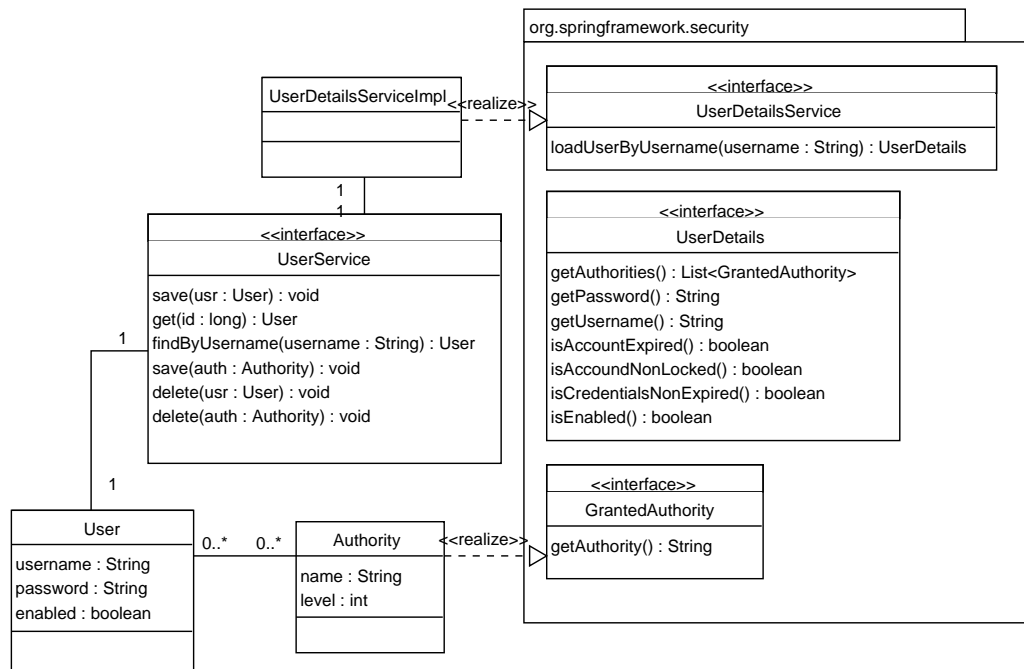 org.springframework.security
UserDetailsServiceImpl
<<realize>>
<<interface>>
UserDetailsService
loadUserByUsername(username : String) : UserDetails
1
1
<<interface>>
UserService
save(usr : User) : void
get(id : long) : User
findByUsername(username : String) : User
save(auth : Authority) : void
delete(usr : User) : void
delete(auth : Authority) : void
<<interface>>
UserDetails
getAuthorities() : List<GrantedAuthority>
getPassword() : String
getUsername() : String
isAccountExpired() : boolean
isAccoundNonLocked() : boolean
isCredentialsNonExpired() : boolean
isEnabled() : boolean
1
1
User
username : String
password : String
enabled : boolean
0..*
0..*
Authority
name : String
level : int
<<realize>>
<<interface>>
GrantedAuthority
getAuthority() : String